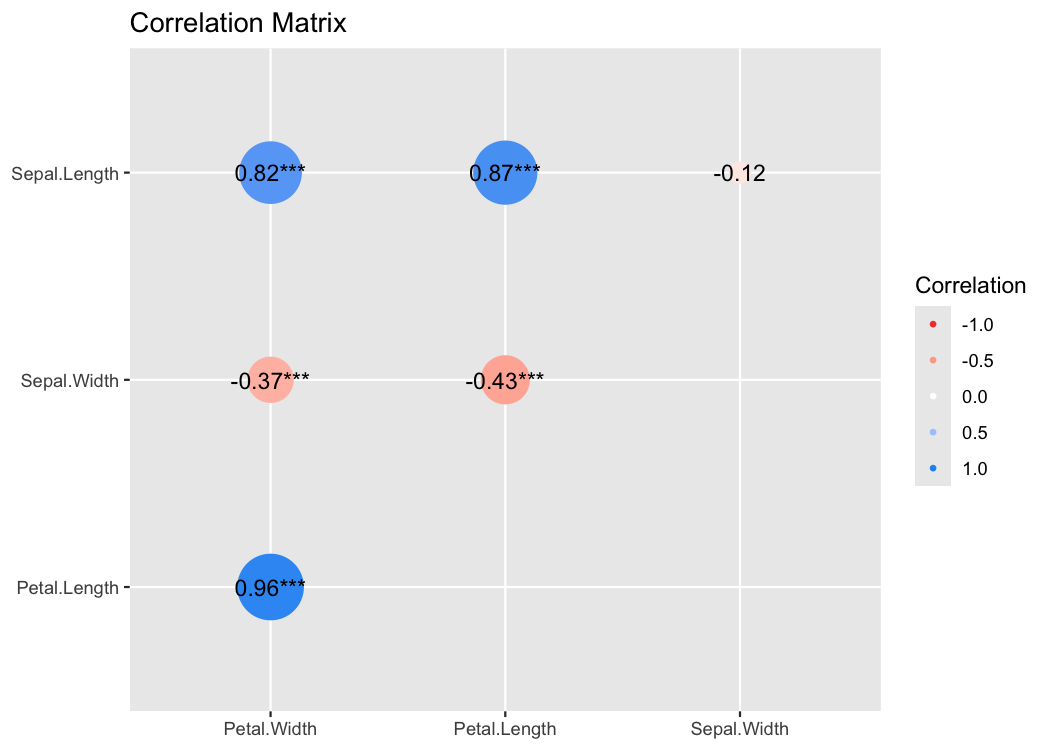 Correlation Matrix
Sepal.Length
0.82***
0.87***
-0.12
Sepal.Width
-0.37***
-0.43***
Petal.Length
0.96***
Petal.Width
Petal.Length
Sepal.Width
Correlation
-1.0
-0.5
0.0
0.5
1.0